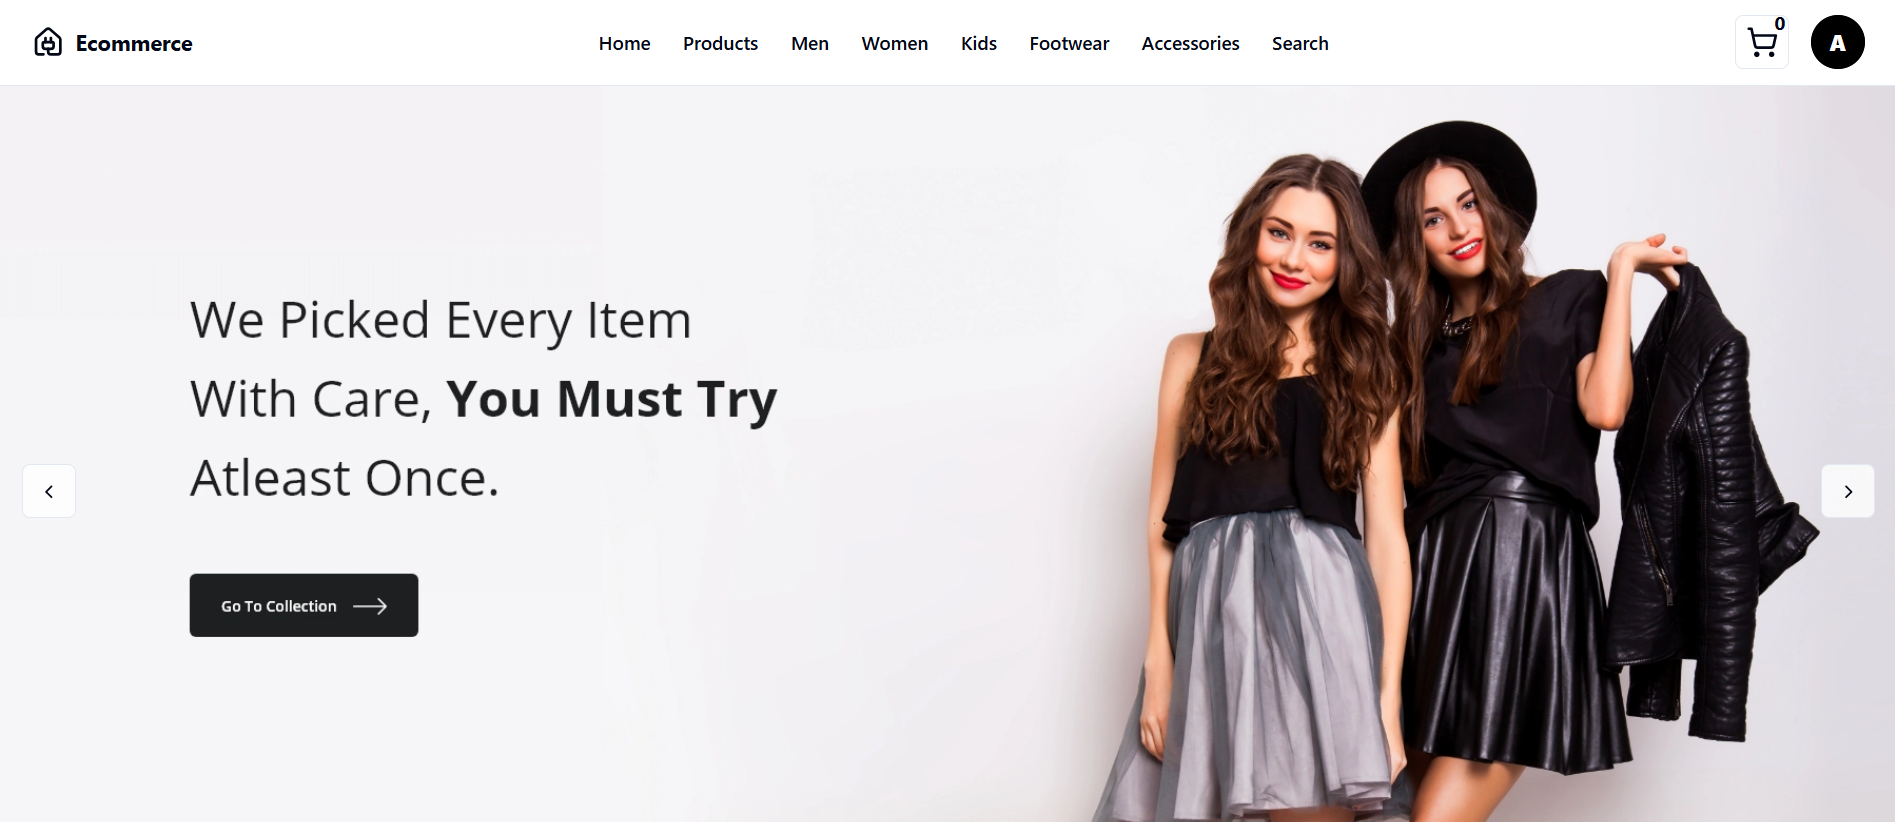 Ecommerce
Home Products Men Women Kids Footwear Accessories Search
0
A
We Picked Every Item
With Care, You Must Try
Atleast Once.
Go To Collection